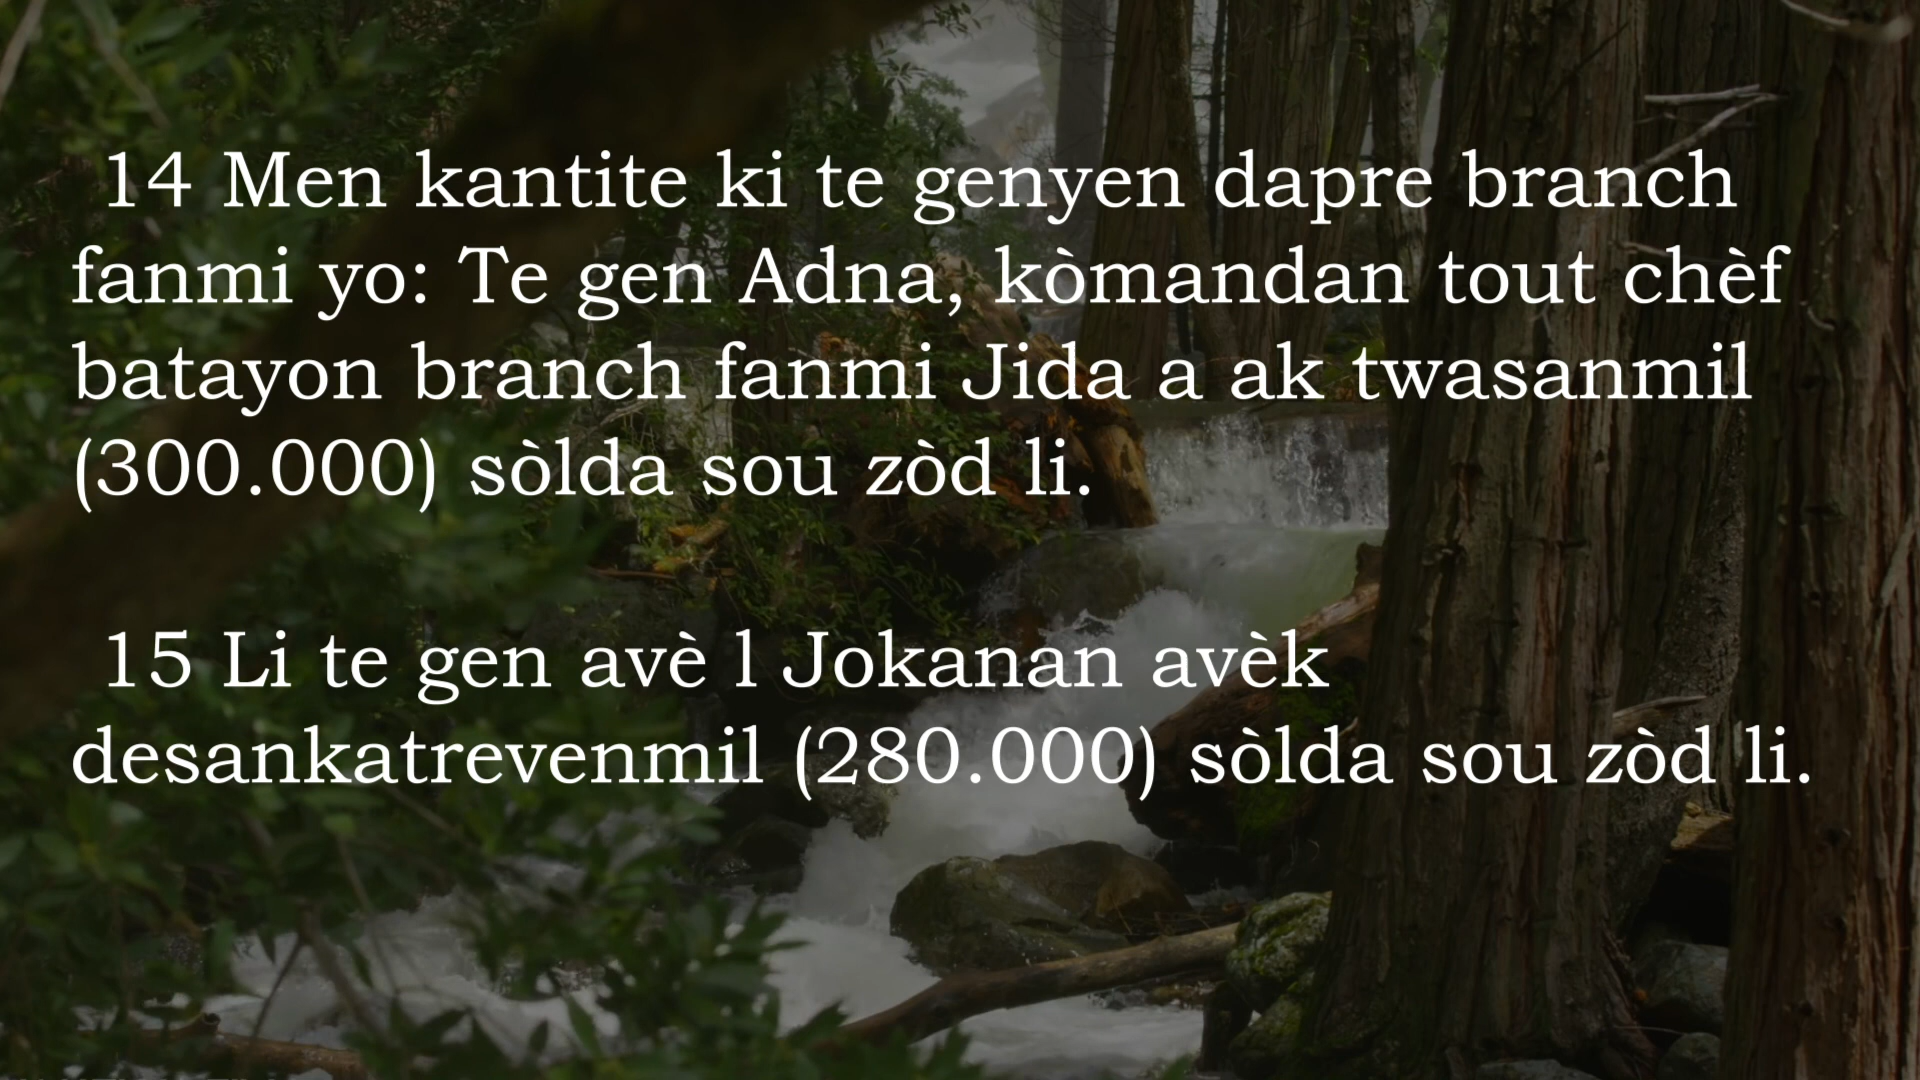 14 Men kantite ki te genyen dapre branch
fanmi yo: Te gen Adna, kòmandan tout chèf
batayon branch fanmi Jida a ak twasanmil
(300.000) sòlda sou zòd li.
15 Li te gen avè l Jokanan avèk
desankatrevenmil (280.000) sòlda sou zòd li.